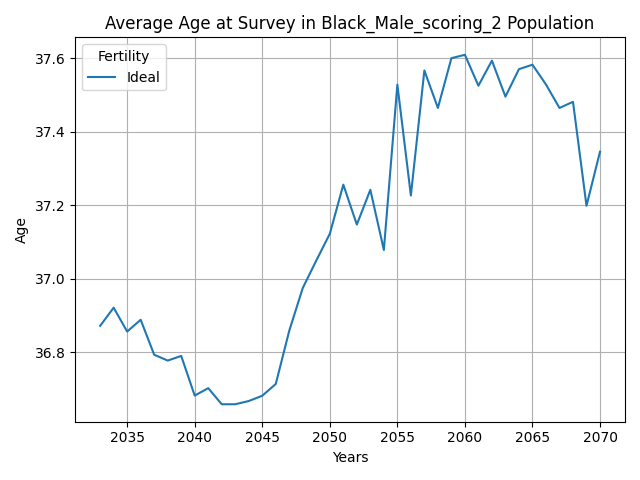 Average Age at Survey in Black_Male_scoring_2 Population
Fertility
Ideal
37.6
37.4
37.2
37.0
36.8
Age
2035 2040 2045 2050 2055 2060 2065 2070
Years